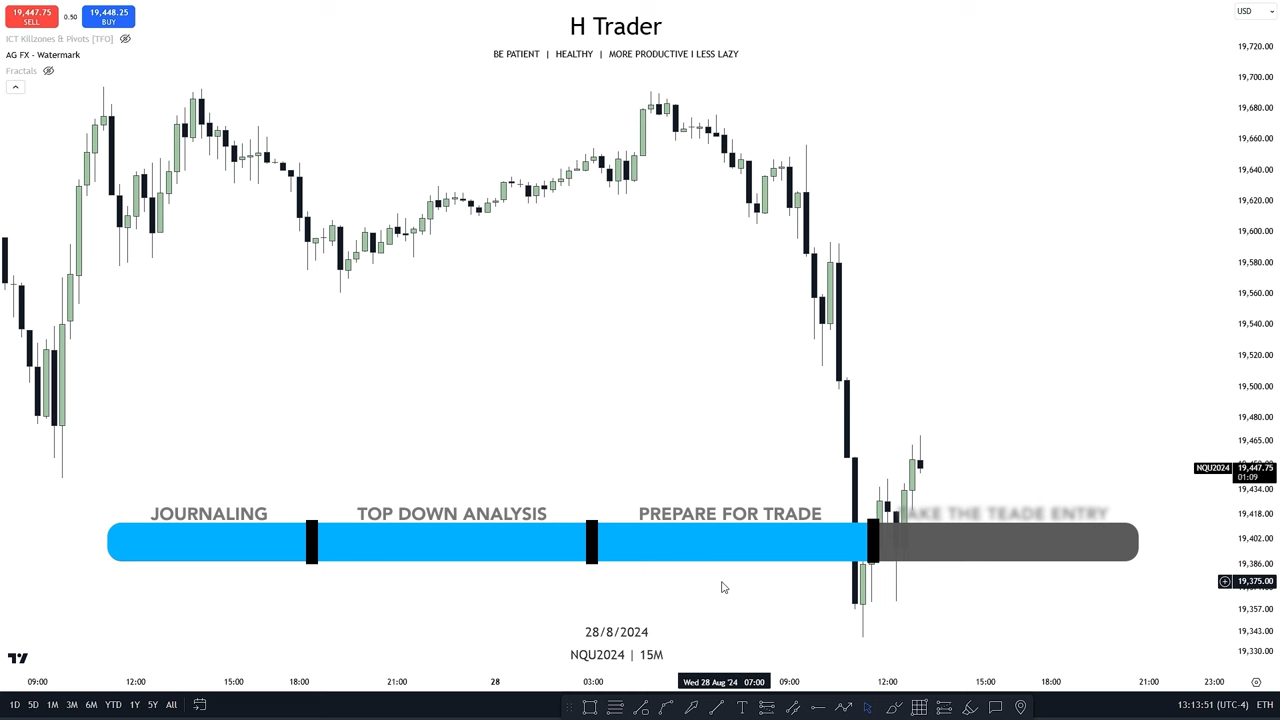 19,447.75
SELL
0.50
19,448.25
BUY
ICT Killzones & Pivots [TFO]
AG FX - Watermark
Fractals
H Trader
BE PATIENT | HEALTHY | MORE PRODUCTIVE I LESS LAZY
USD
19,720.00
19,700.00
19,680.00
19,660.00
19,640.00
19,620.00
19,600.00
19,580.00
19,560.00
19,540.00
19,520.00
19,500.00
19,480.00
19,465.00
NQU2024
19,447.75
01:09
19,434.00
19,418.00
19,402.00
19,386.00
19,375.00
19,357.00
19,343.00
19,330.00
JOURNALING
TOP DOWN ANALYSIS
PREPARE FOR TRADE
TAKE THE TEADE ENTRY
28/8/2024
NQU2024 | 15M
09:00
12:00
15:00
18:00
21:00
28
03:00
Wed 28 Aug '24 07:00
09:00
12:00
15:00
18:00
21:00
23:00
1D 5D 1M 3M 6M YTD 1Y 5Y All
13:13:51 (UTC-4)
ETH